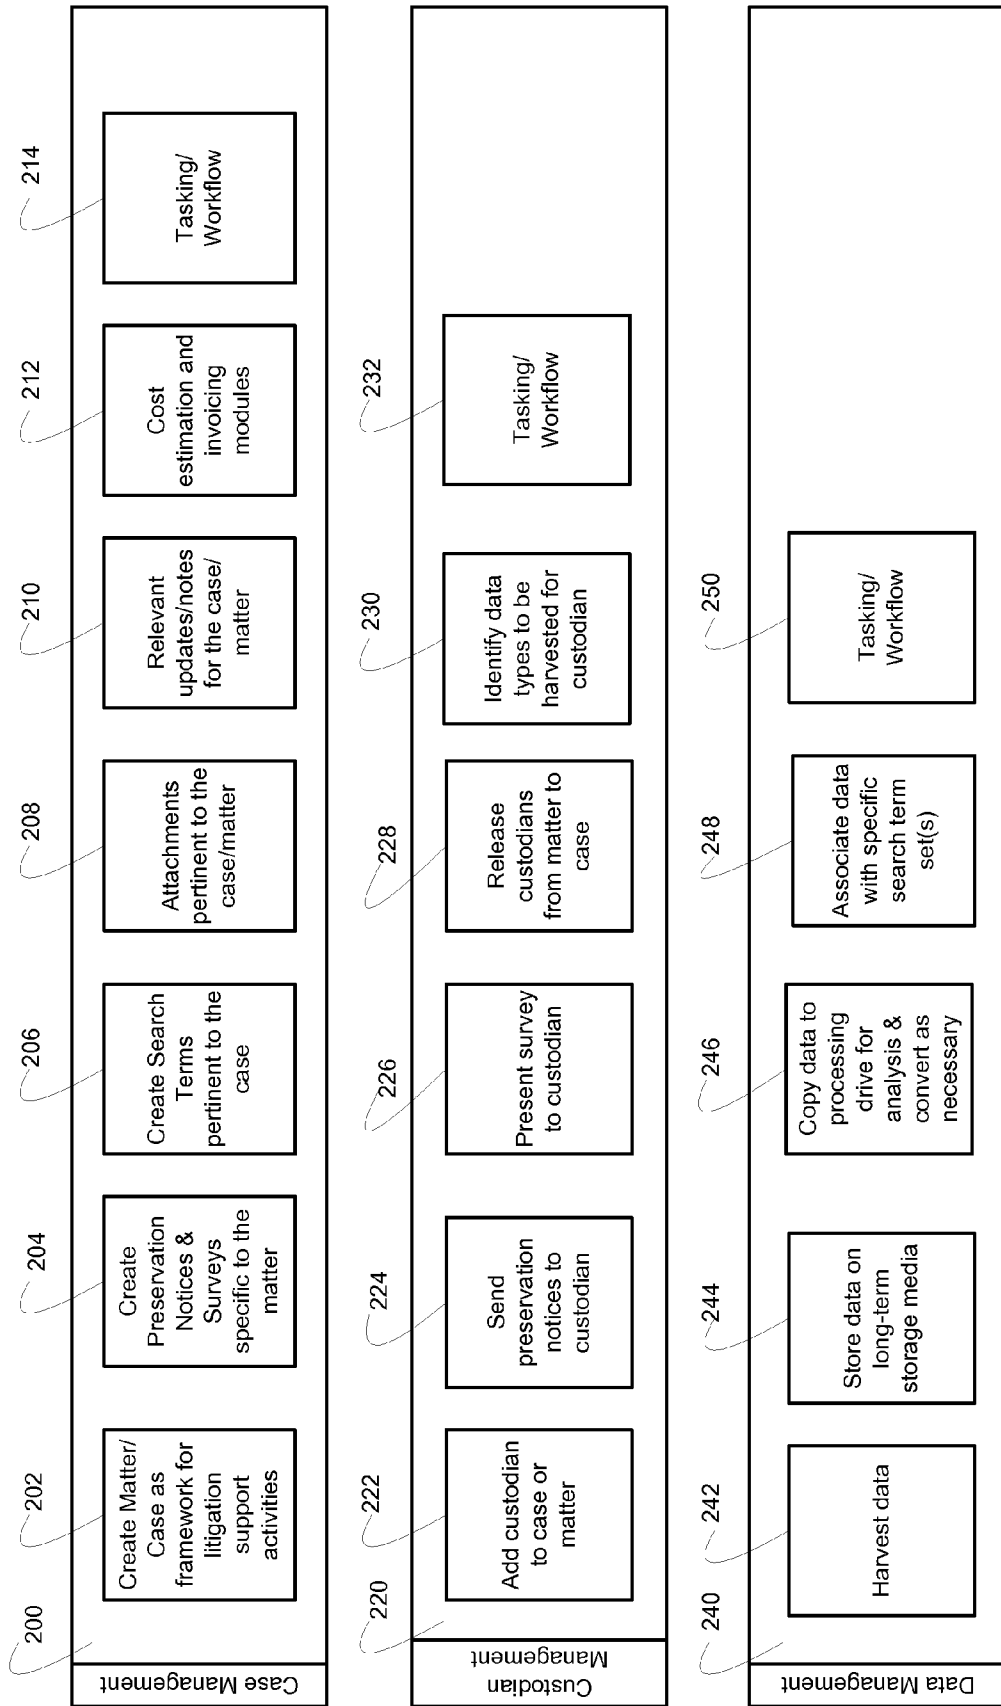 200
202
204
206
208
210
212
214
Case Management
Create Matter/
Case as
framework for
litigation
support
activities
Create
Preservation
Notices &
Surveys
specific to the
matter
Create Search
Terms
pertinent to the
case
Attachments
pertinent to the
case/matter
Relevant
updates/notes
for the case/
matter
Cost
estimation and
invoicing
modules
Tasking/
Workflow
220
222
224
226
228
230
232
Custodian
Management
Add custodian
to case or
matter
Send
preservation
notices to
custodian
Present survey
to custodian
Release
custodians
from matter to
case
Identify data
types to be
harvested for
custodian
Tasking/
Workflow
240
242
244
246
248
250
Data Management
Harvest data
Store data on
long-term
storage media
Copy data to
processing
drive for
analysis &
convert as
necessary
Associate data
with specific
search term
set(s)
Tasking/
Workflow